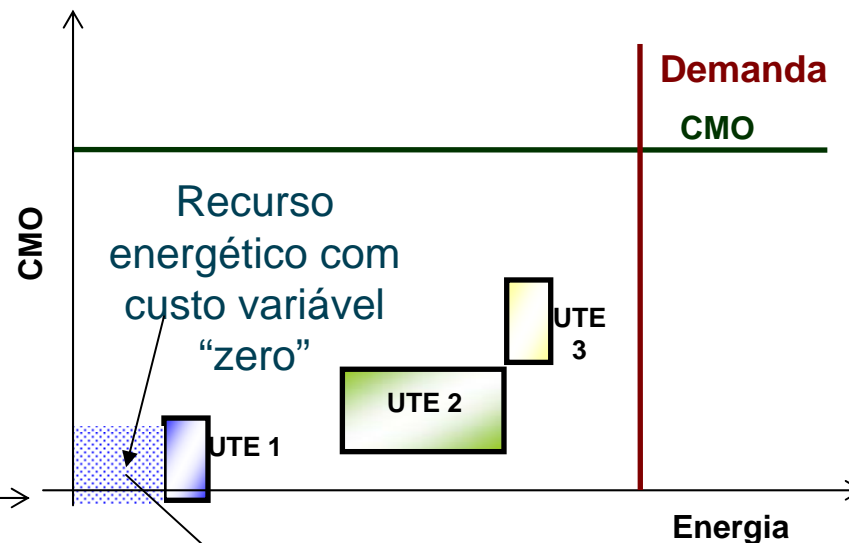 Demanda
CMO
CMO
Recurso
energético com
custo variável
“zero”
UTE
3
UTE 2
UTE 1
Energia